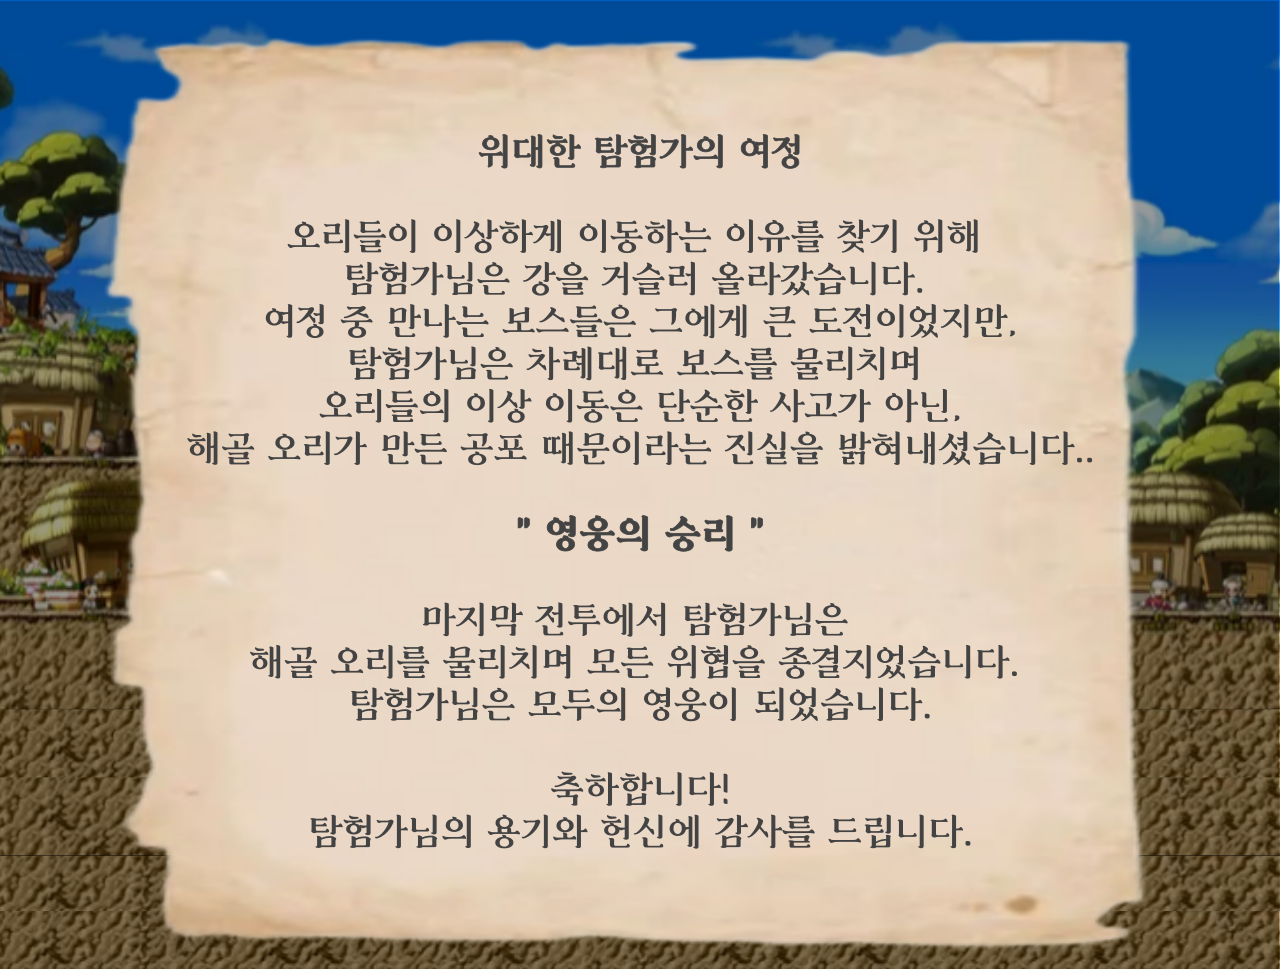 위대한 탐험가의 여정
오리들이 이상하게 이동하는 이유를 찾기 위해
탐험가님은 강을 거슬러 올라갔습니다.
여정 중 만나는 보스들은 그에게 큰 도전이었지만,
탐험가님은 차례대로 보스를 물리치며
오리들의 이상 이동은 단순한 사고가 아닌,
해골 오리가 만든 공포 때문이라는 진실을 밝혀내셨습니다..
" 영웅의 승리 "
마지막 전투에서 탐험가님은
해골 오리를 물리치며 모든 위협을 종결지었습니다.
탐험가님은 모두의 영웅이 되었습니다.
축하합니다!
탐험가님의 용기와 헌신에 감사를 드립니다.